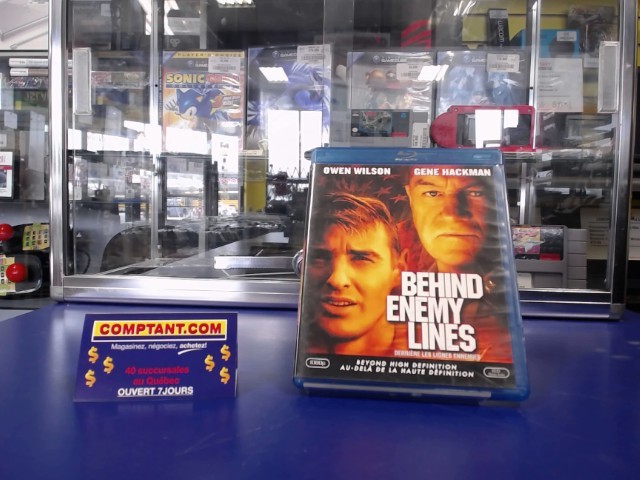 SONIC
OWEN WILSON
GENE HACKMAN
BEHIND
ENEMY
LINES
DERRIÈRE LES LIGNES ENNEMIES
BEYOND HIGH DEFINITION
AU-DELÀ DE LA HAUTE DÉFINITION
COMPTANT.COM
Magasinez, négociez, achetez!
40 succursales
au Québec
OUVERT 7JOURS